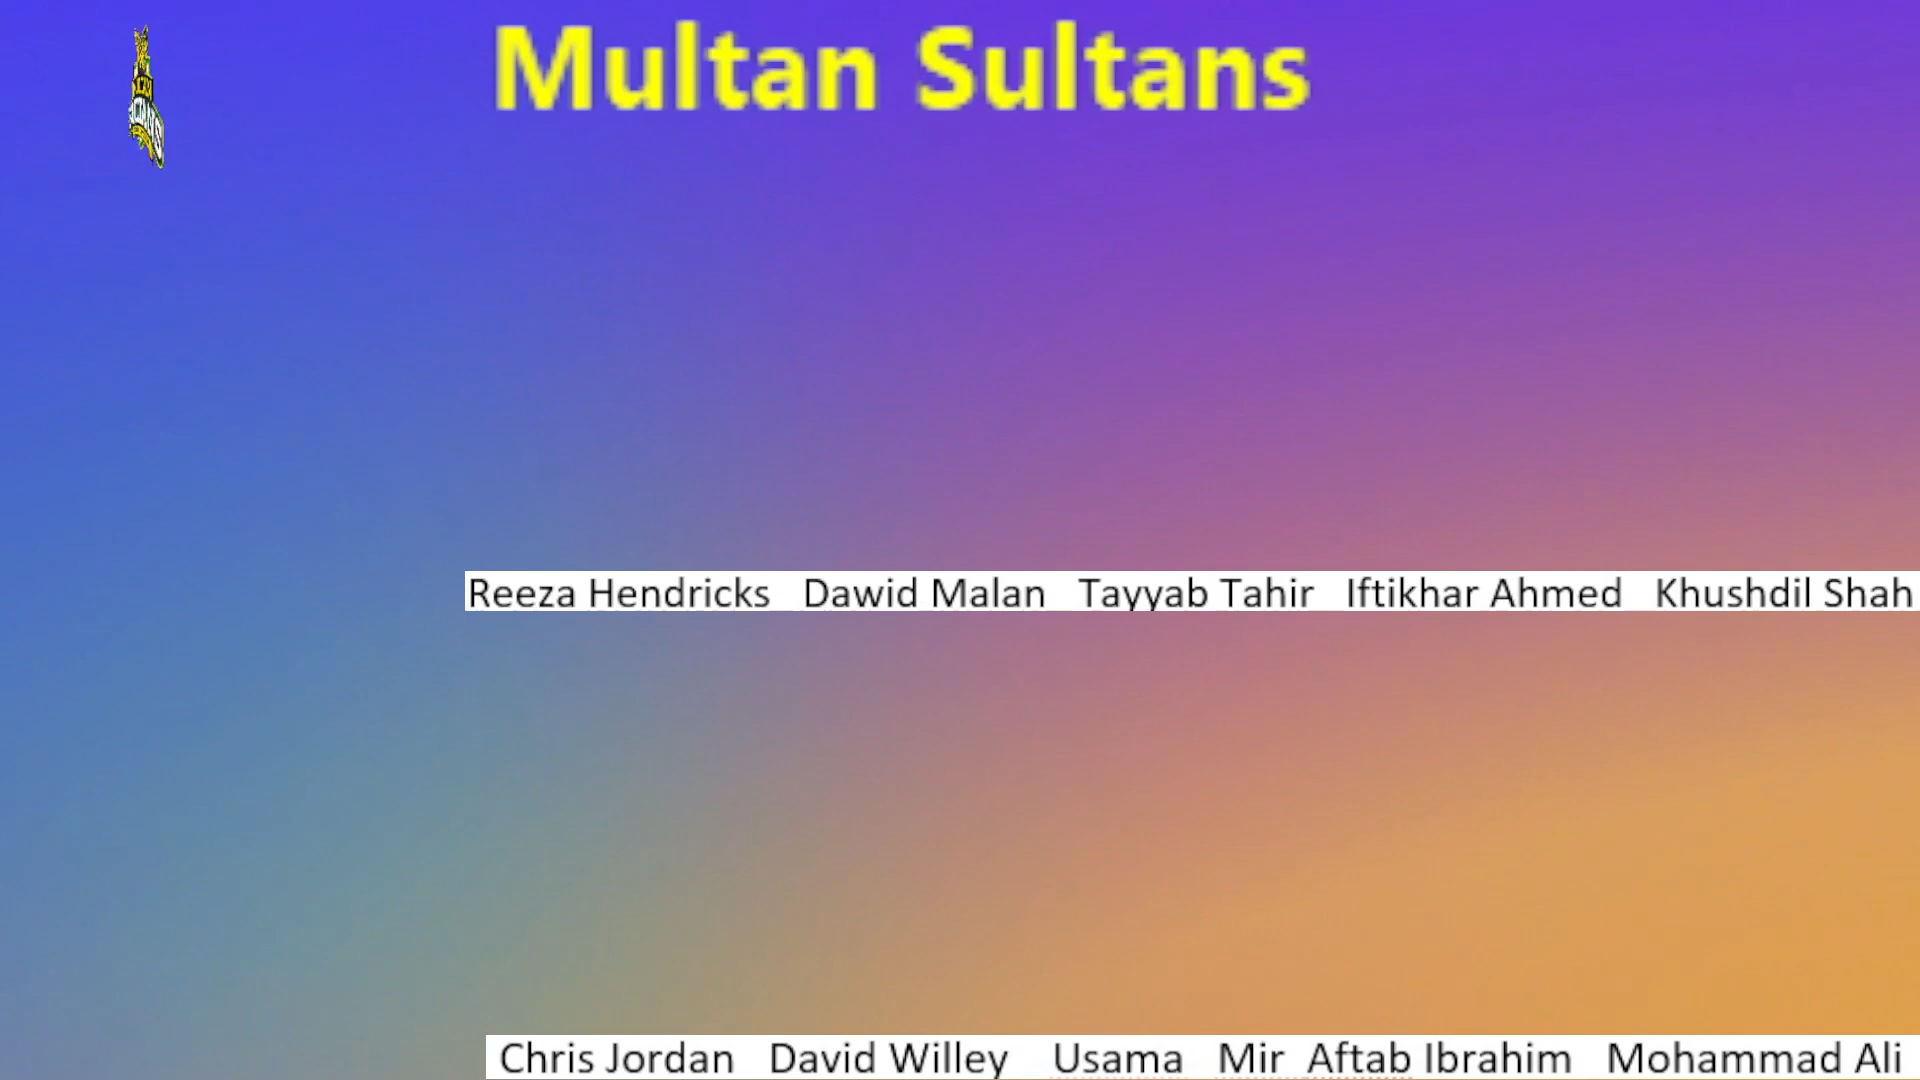 Multan Sultans
Reeza Hendricks Dawid Malan Tayyab Tahir Iftikhar Ahmed Khushdil Shah
Chris Jordan David Willey Usama Mir Aftab Ibrahim Mohammad Ali